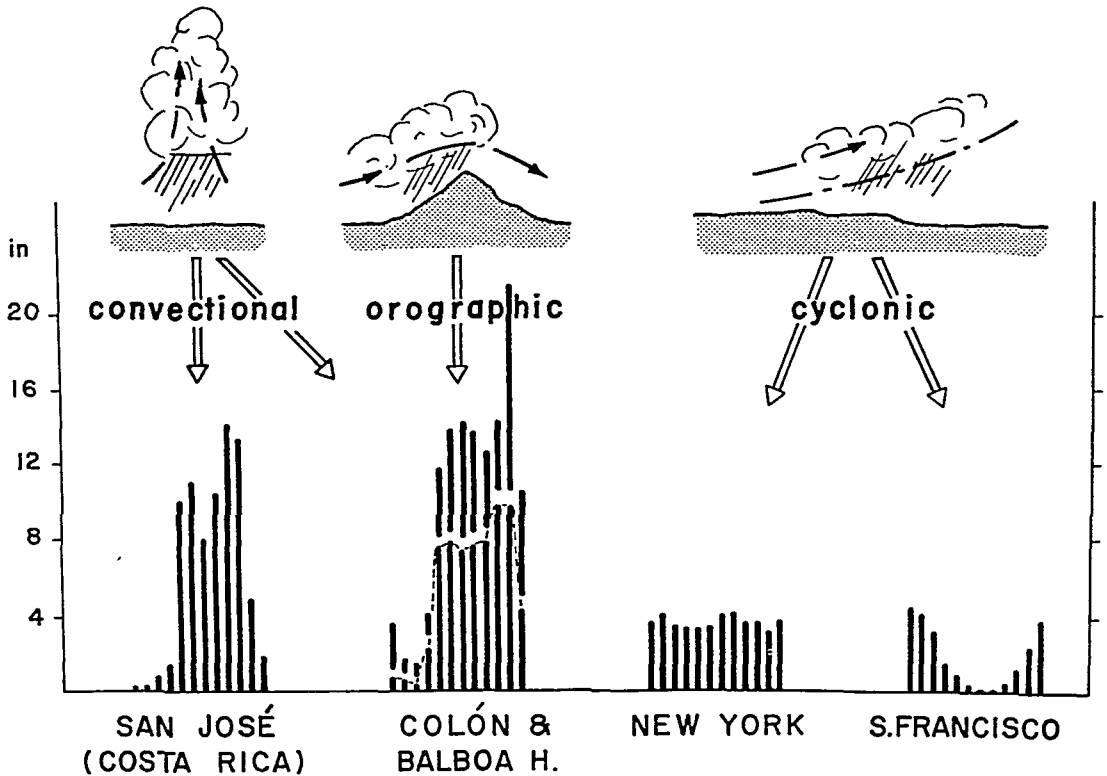 in
20
16
12
8
4
convectional
orographic
cyclonic
SAN JOSÉ
(COSTA RICA)
COLÓN &
BALBOA H.
NEW YORK
S.FRANCISCO